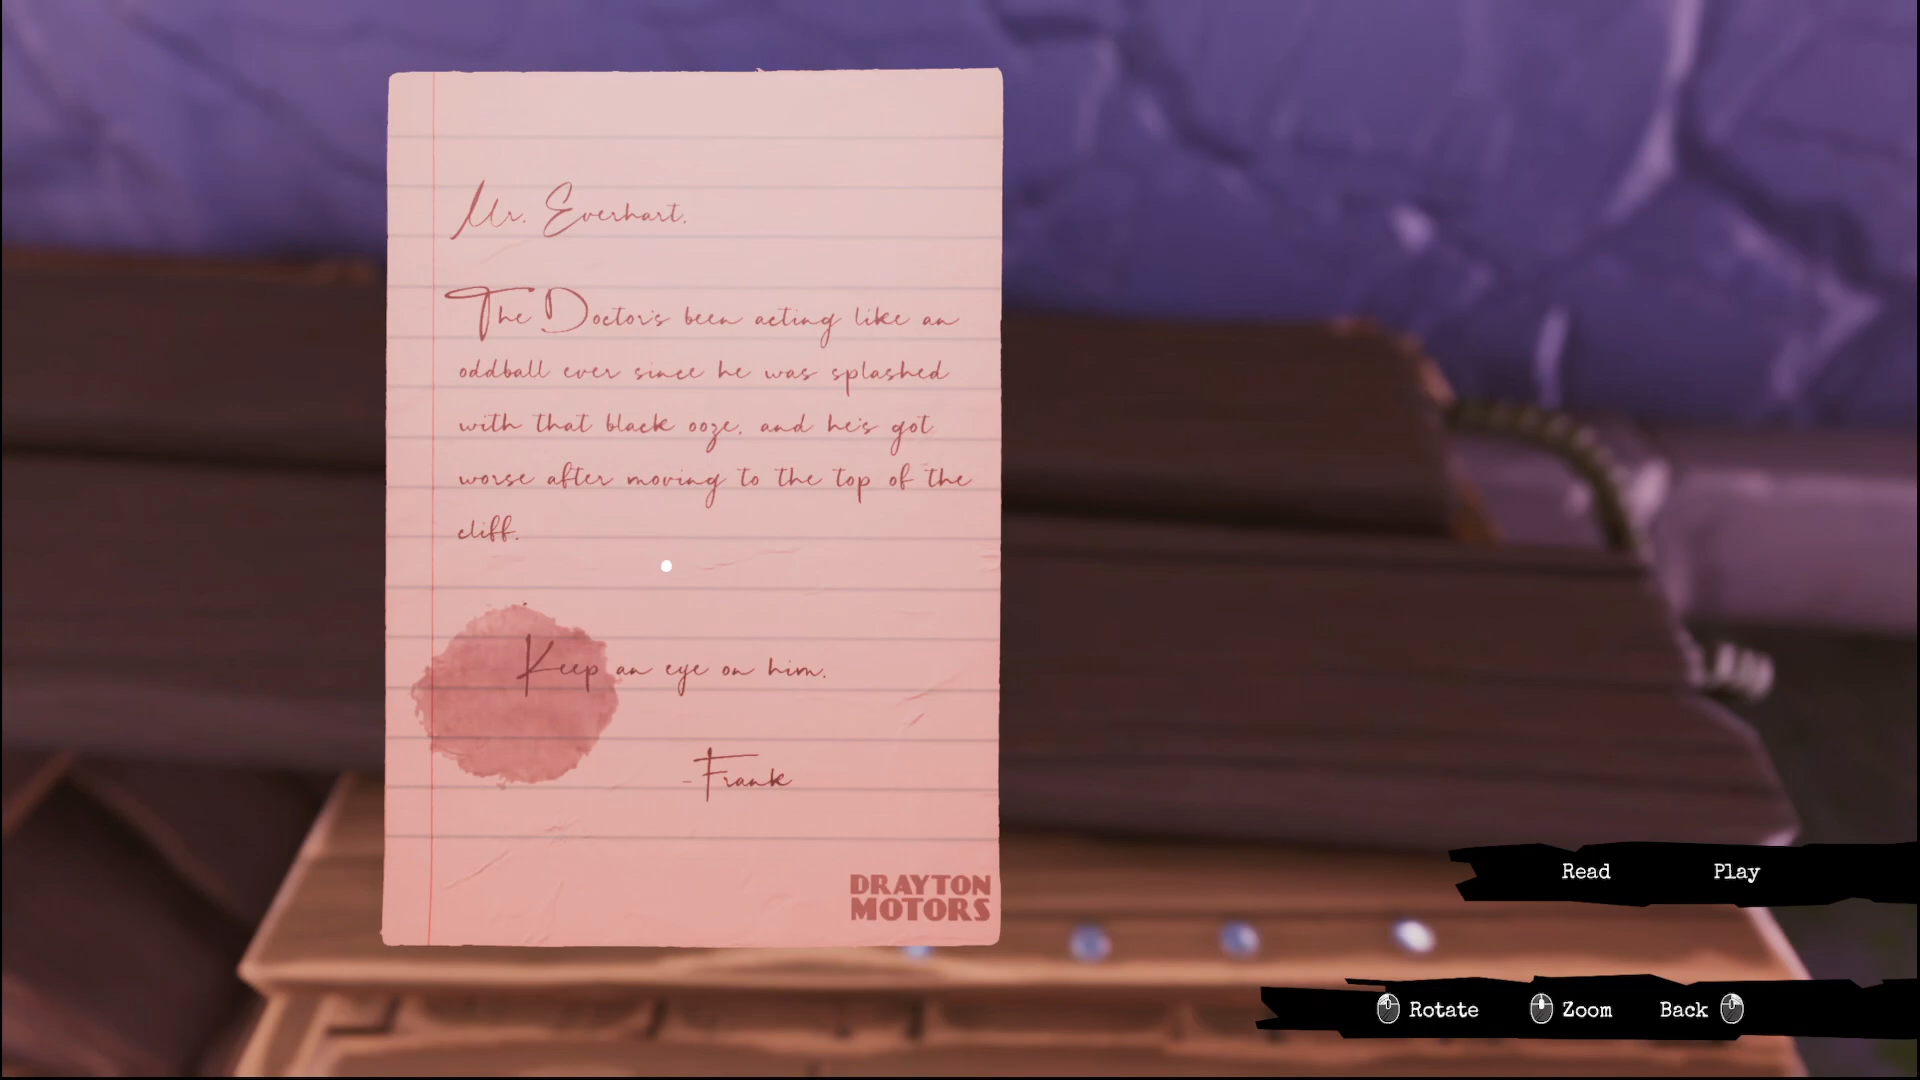 Mr. Everhart,
The Doctor's been acting like an
oddball ever since he was splashed
with that black ooze, and he's got
worse after moving to the top of the
cliff.
Keep an eye on him.
-Frank
DRAYTON
MOTORS
Read Play
Rotate Zoom Back